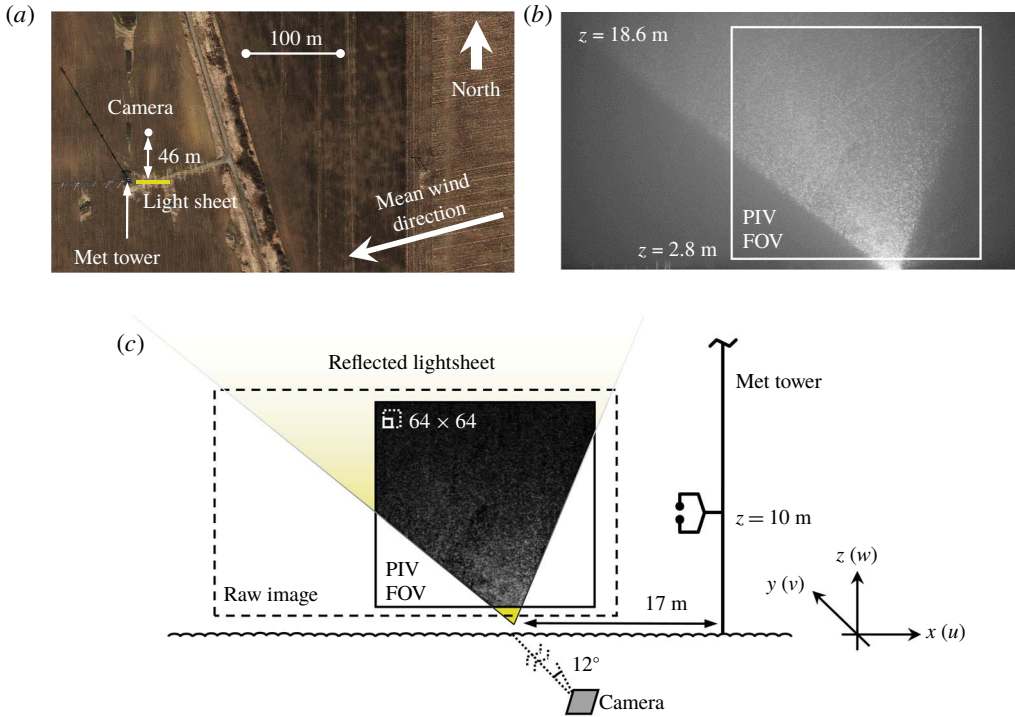 (a)
100 m
North
Camera
46 m
Light sheet
Mean wind
direction
Met tower
(b)
z = 18.6 m
PIV
FOV
z = 2.8 m
(c)
Reflected lightsheet
Met tower
64 × 64
z = 10 m
PIV
FOV
Raw image
17 m
z (w)
y (v)
x (u)
12°
Camera